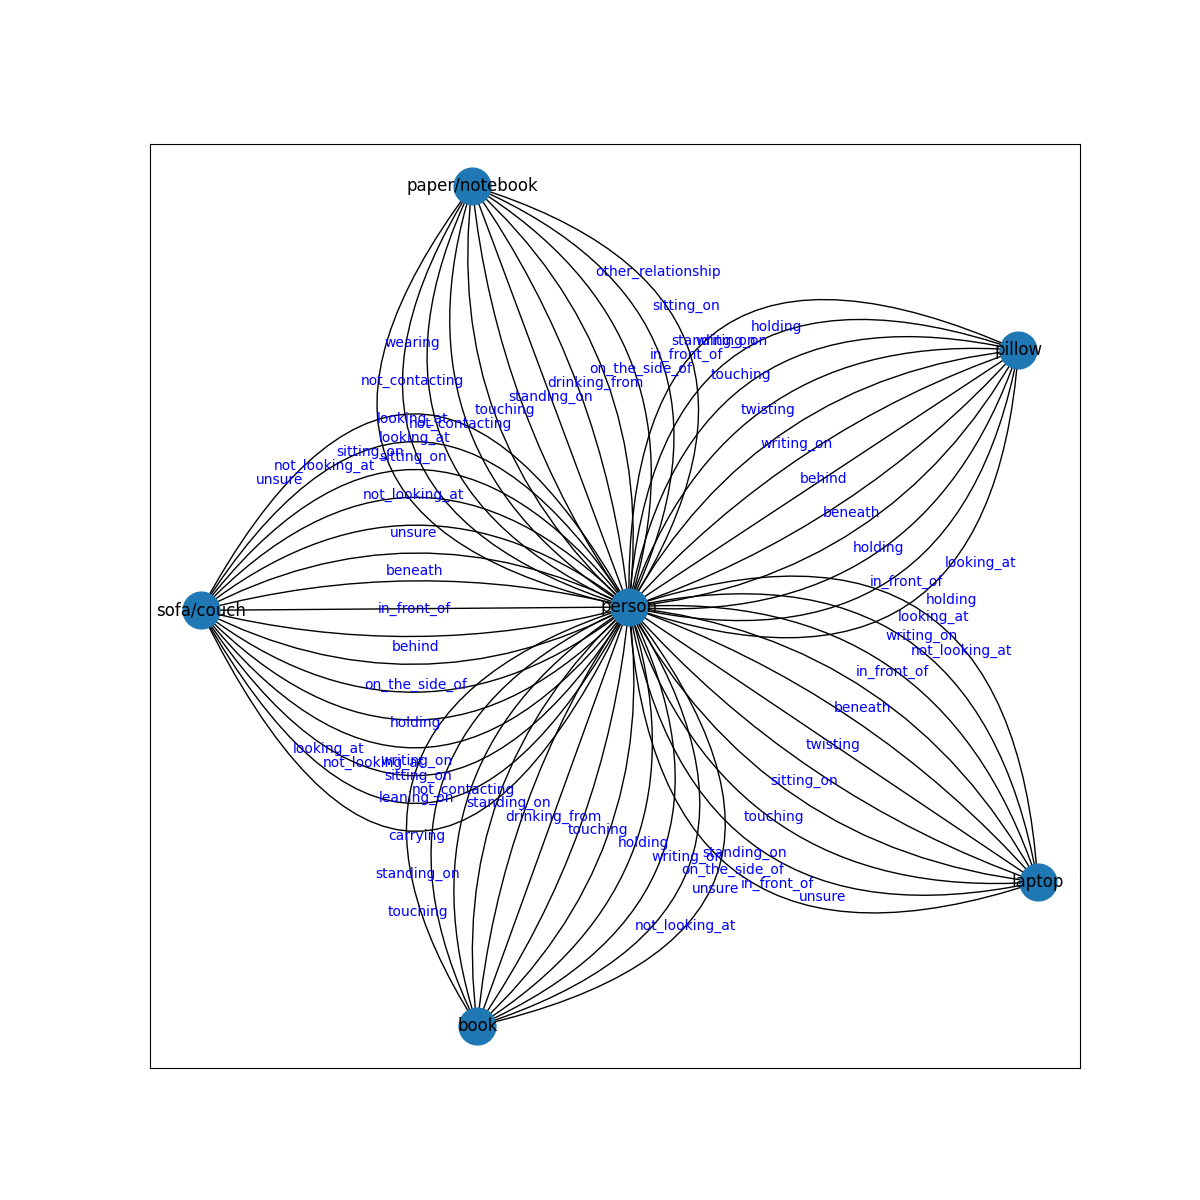 paper/notebook
other_relationship
sitting_on
holding
wearing
standing_on
writing_on
pillow
in_front_of
on_the_side_of
touching
not_contacting
drinking_from
standing_on
twisting
touching
looking_at
not_contacting
looking_at
writing_on
sitting_on
sitting_on
not_looking_at
unsure
behind
not_looking_at
beneath
unsure
holding
looking_at
beneath
in_front_of
holding
sofa/couch
in_front_of
person
looking_at
writing_on
behind
not_looking_at
in_front_of
on_the_side_of
beneath
holding
twisting
looking_at
not_looking_at
writing_on
sitting_on
sitting_on
not_contacting
leaning_on
standing_on
drinking_from
touching
touching
carrying
holding
writing_on
standing_on
standing_on
on_the_side_of
in_front_of
laptop
unsure
unsure
touching
not_looking_at
book